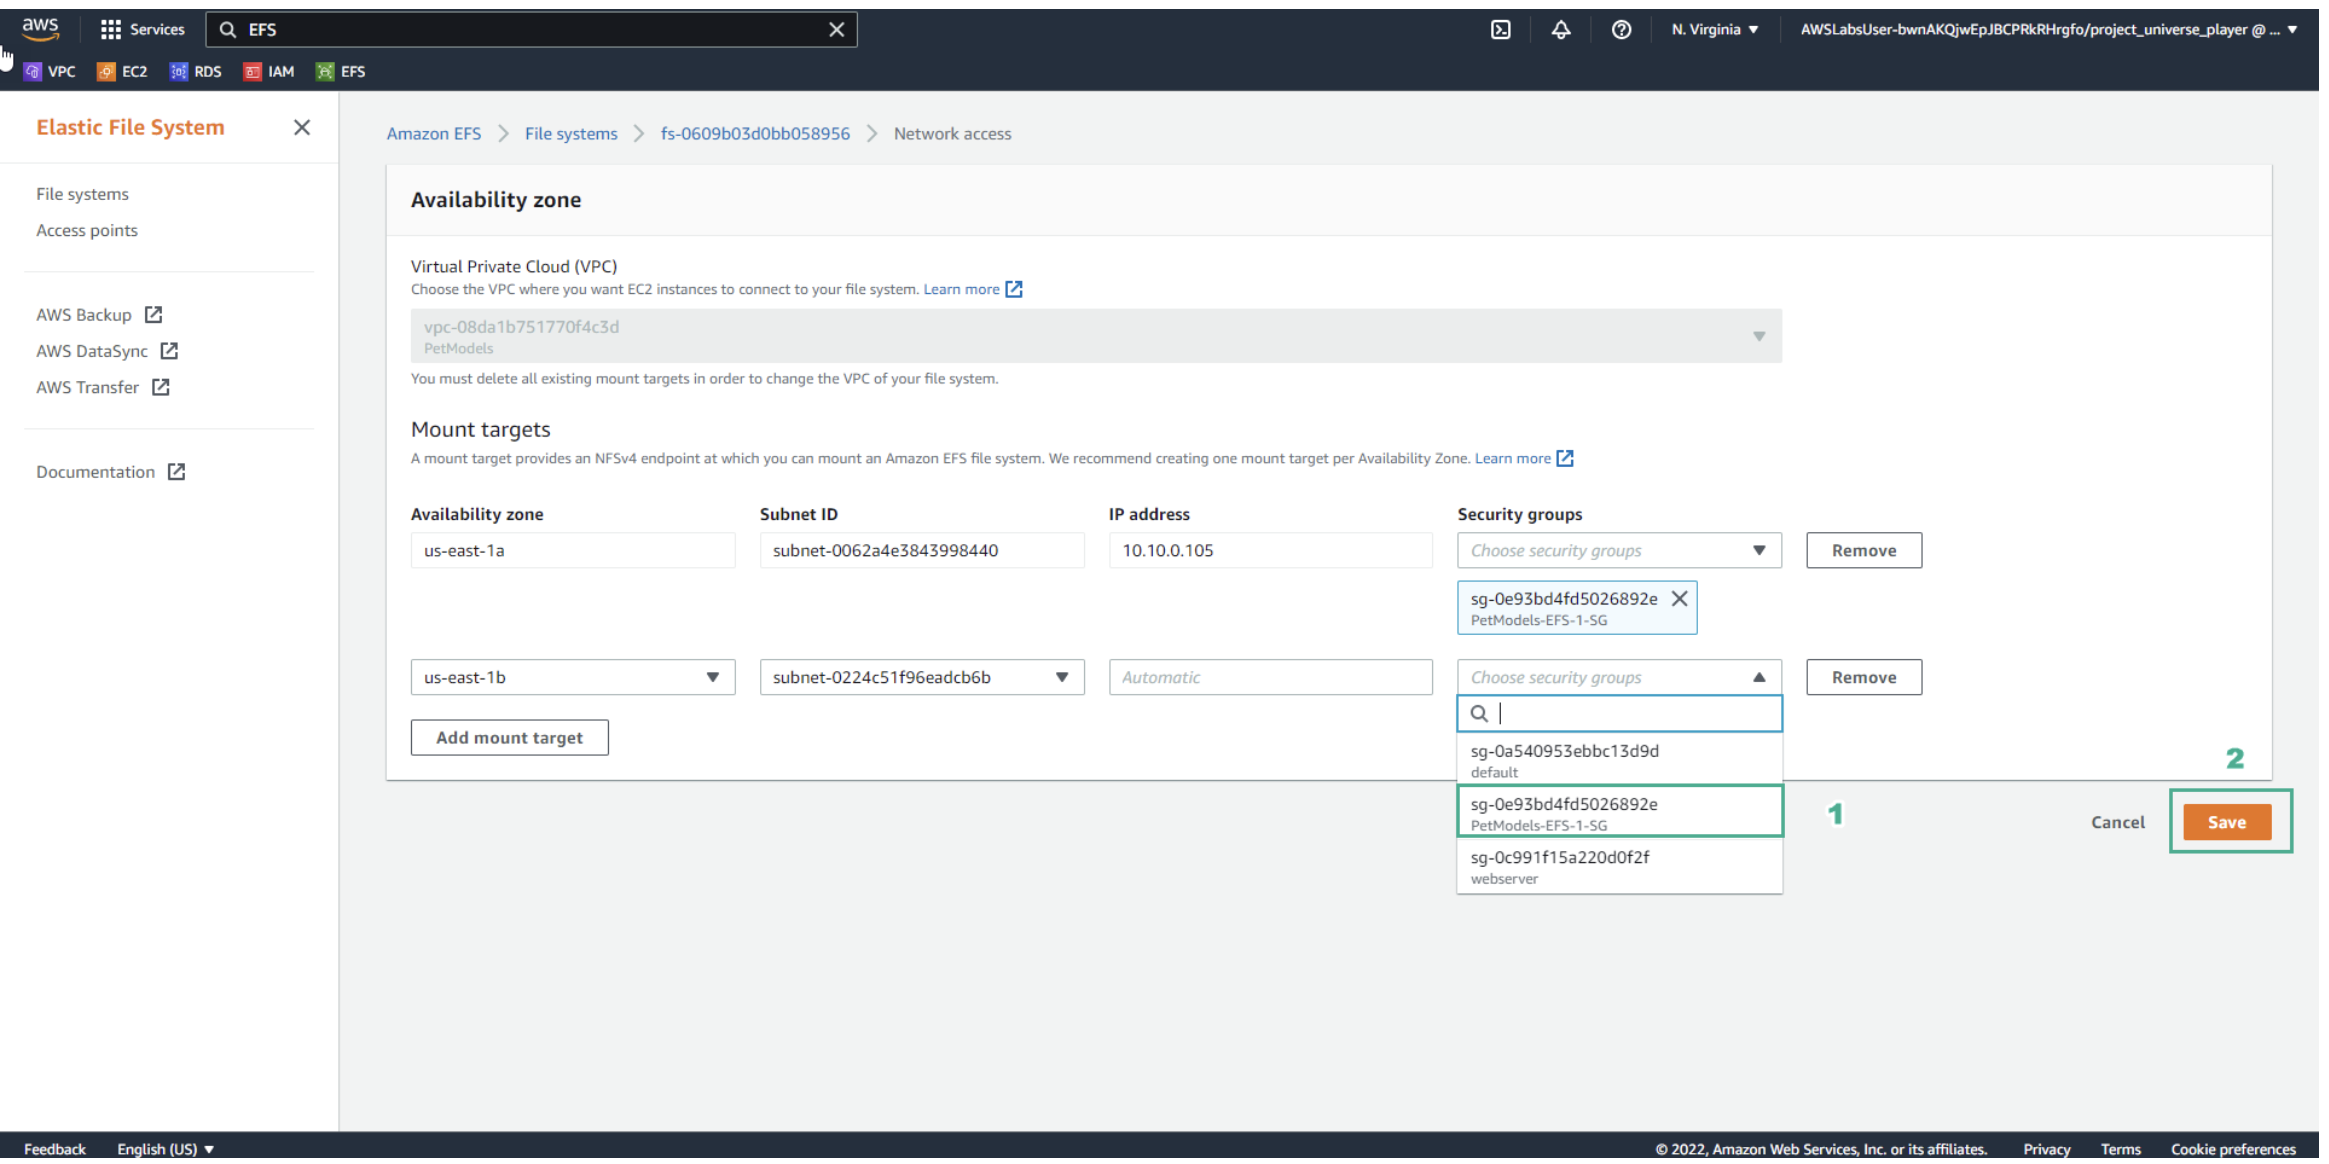 aws
Services
EFS
N. Virginia
AWSLabsUser-bwnAKQjwEpJBCPRkRHrgfo/project_universe_player @ ...
VPC
EC2
RDS
IAM
EFS
Elastic File System
File systems
Access points
AWS Backup
AWS DataSync
AWS Transfer
Documentation
Amazon EFS > File systems > fs-0609b03d0bb058956 > Network access
Availability zone
Virtual Private Cloud (VPC)
Choose the VPC where you want EC2 instances to connect to your file system. Learn more
vpc-08da1b751770f4c3d
PetModels
You must delete all existing mount targets in order to change the VPC of your file system.
Mount targets
A mount target provides an NFSv4 endpoint at which you can mount an Amazon EFS file system. We recommend creating one mount target per Availability Zone. Learn more
Availability zone
Subnet ID
IP address
Security groups
us-east-1a
subnet-0062a4e3843998440
10.10.0.105
Choose security groups
Remove
sg-0e93bd4fd5026892e
PetModels-EFS-1-SG
us-east-1b
subnet-0224c51f96eadcb6b
Automatic
Choose security groups
Remove
Add mount target
sg-0a540953ebbc13d9d
default
sg-0e93bd4fd5026892e
PetModels-EFS-1-SG
sg-0c991f15a220d0f2f
webserver
1
2
Cancel
Save
Feedback
English (US)
© 2022, Amazon Web Services, Inc. or its affiliates.
Privacy
Terms
Cookie preferences